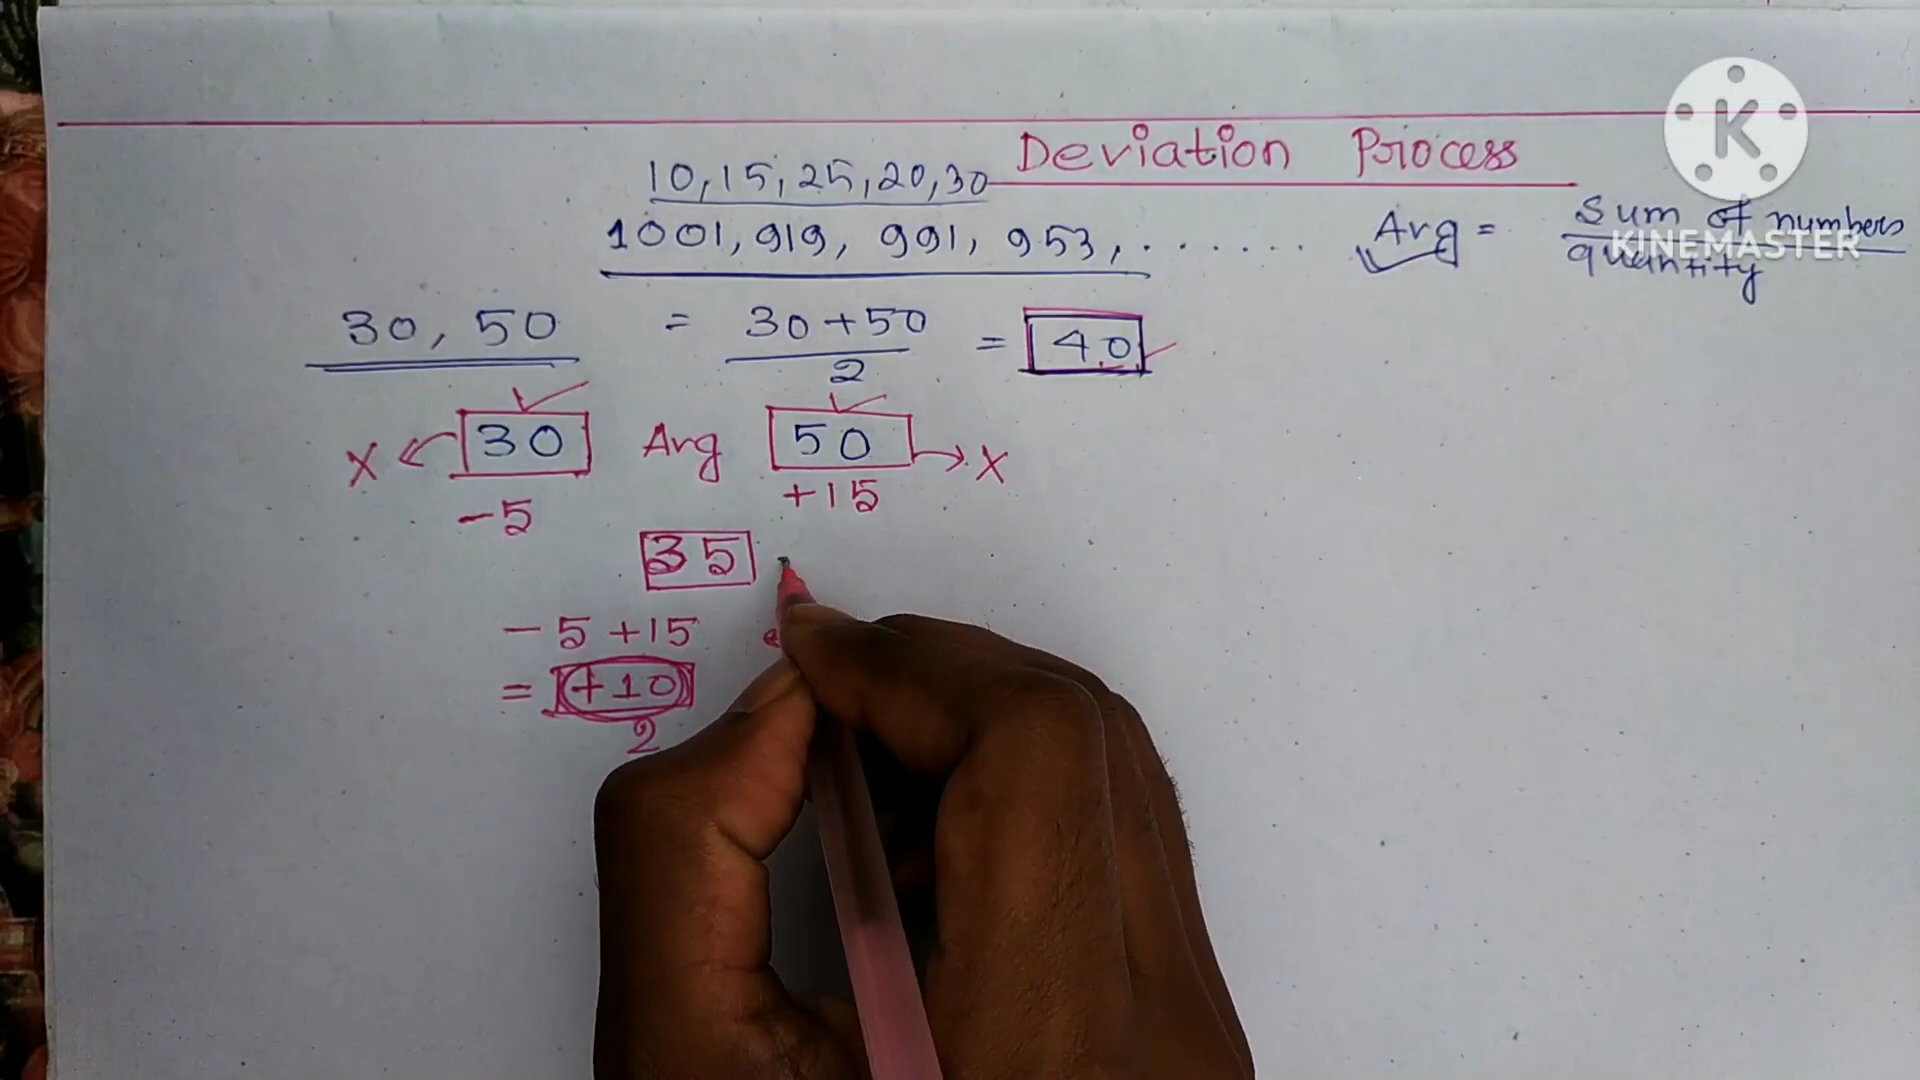 Deviation Process
10, 15, 25, 20, 30
1001, 919, 991, 953, .......
Avg = Sum of numbers
quantity
KINEMASTER
30, 50 = 30+50 = 40
2
X 30 Avg 50 X
-5 +15
35
-5 +15
= +10
2